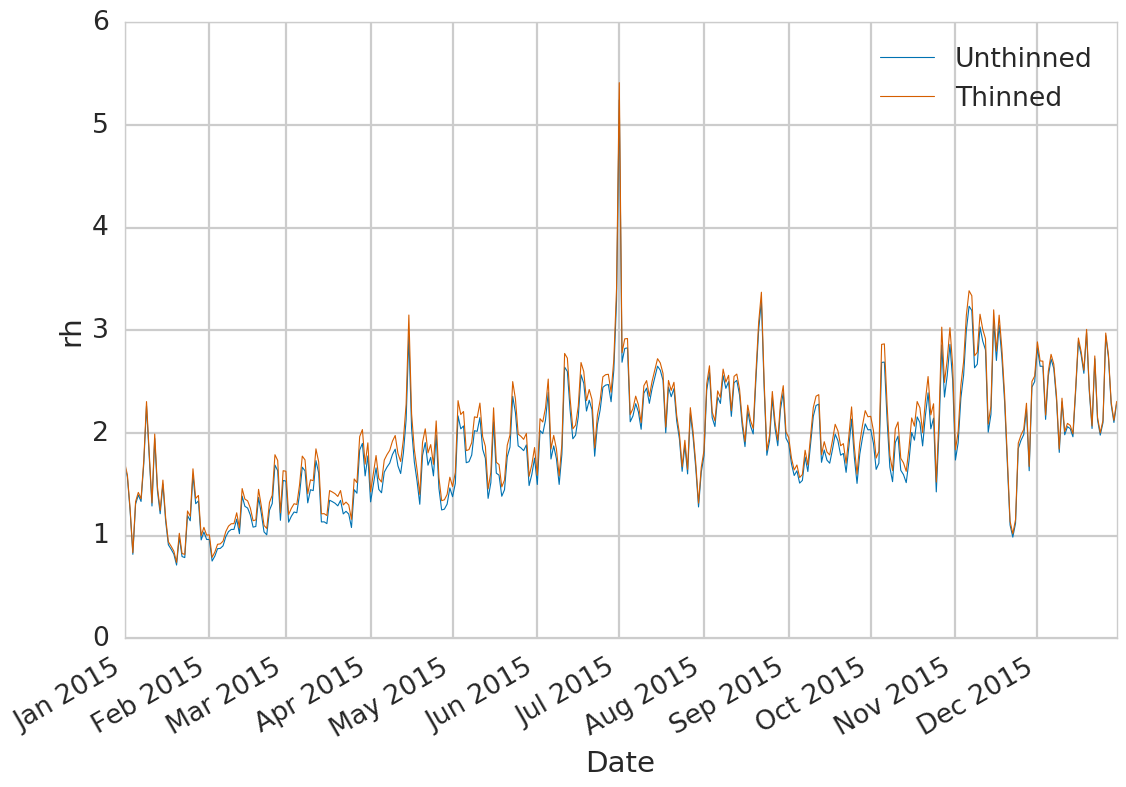 6
5
4
3
2
1
0
rh
Unthinned
Thinned
Jan 2015
Feb 2015
Mar 2015
Apr 2015
May 2015
Jun 2015
Jul 2015
Aug 2015
Sep 2015
Oct 2015
Nov 2015
Dec 2015
Date